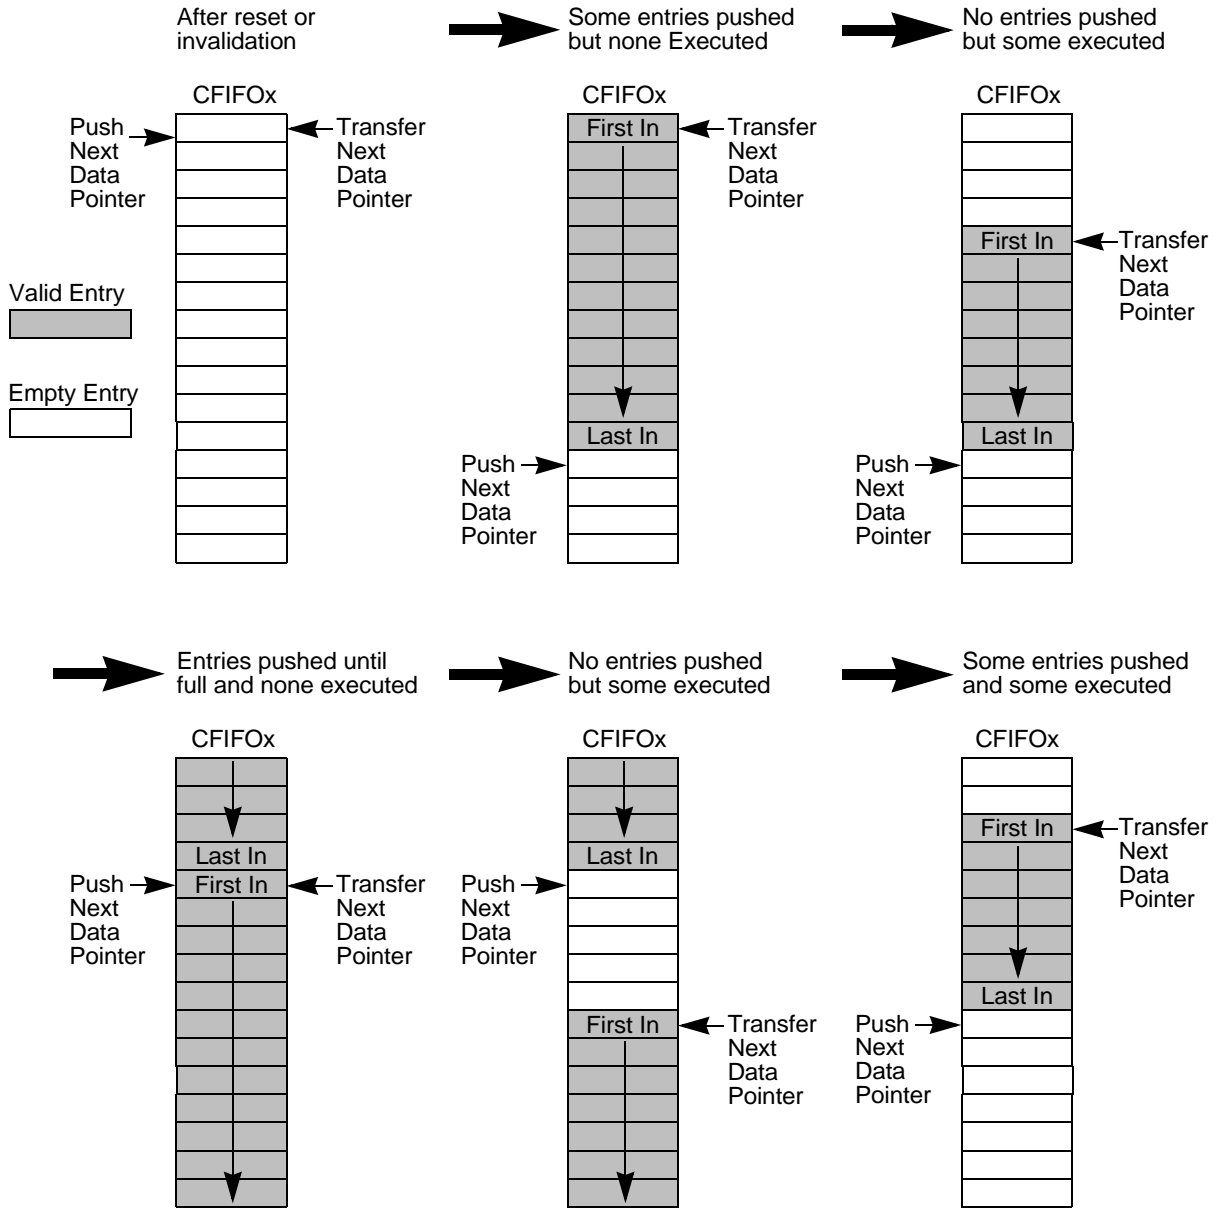 After reset or
invalidation
CFIFOx
Push
Next
Data
Pointer
Transfer
Next
Data
Pointer
Valid Entry
Empty Entry
Some entries pushed
but none Executed
CFIFOx
First In
Last In
Transfer
Next
Data
Pointer
Push
Next
Data
Pointer
No entries pushed
but some executed
CFIFOx
First In
Last In
Transfer
Next
Data
Pointer
Push
Next
Data
Pointer
Entries pushed until
full and none executed
CFIFOx
Last In
First In
Push
Next
Data
Pointer
Transfer
Next
Data
Pointer
No entries pushed
but some executed
CFIFOx
Last In
Push
Next
Data
Pointer
First In
Transfer
Next
Data
Pointer
Some entries pushed
and some executed
CFIFOx
First In
Transfer
Next
Data
Pointer
Last In
Push
Next
Data
Pointer